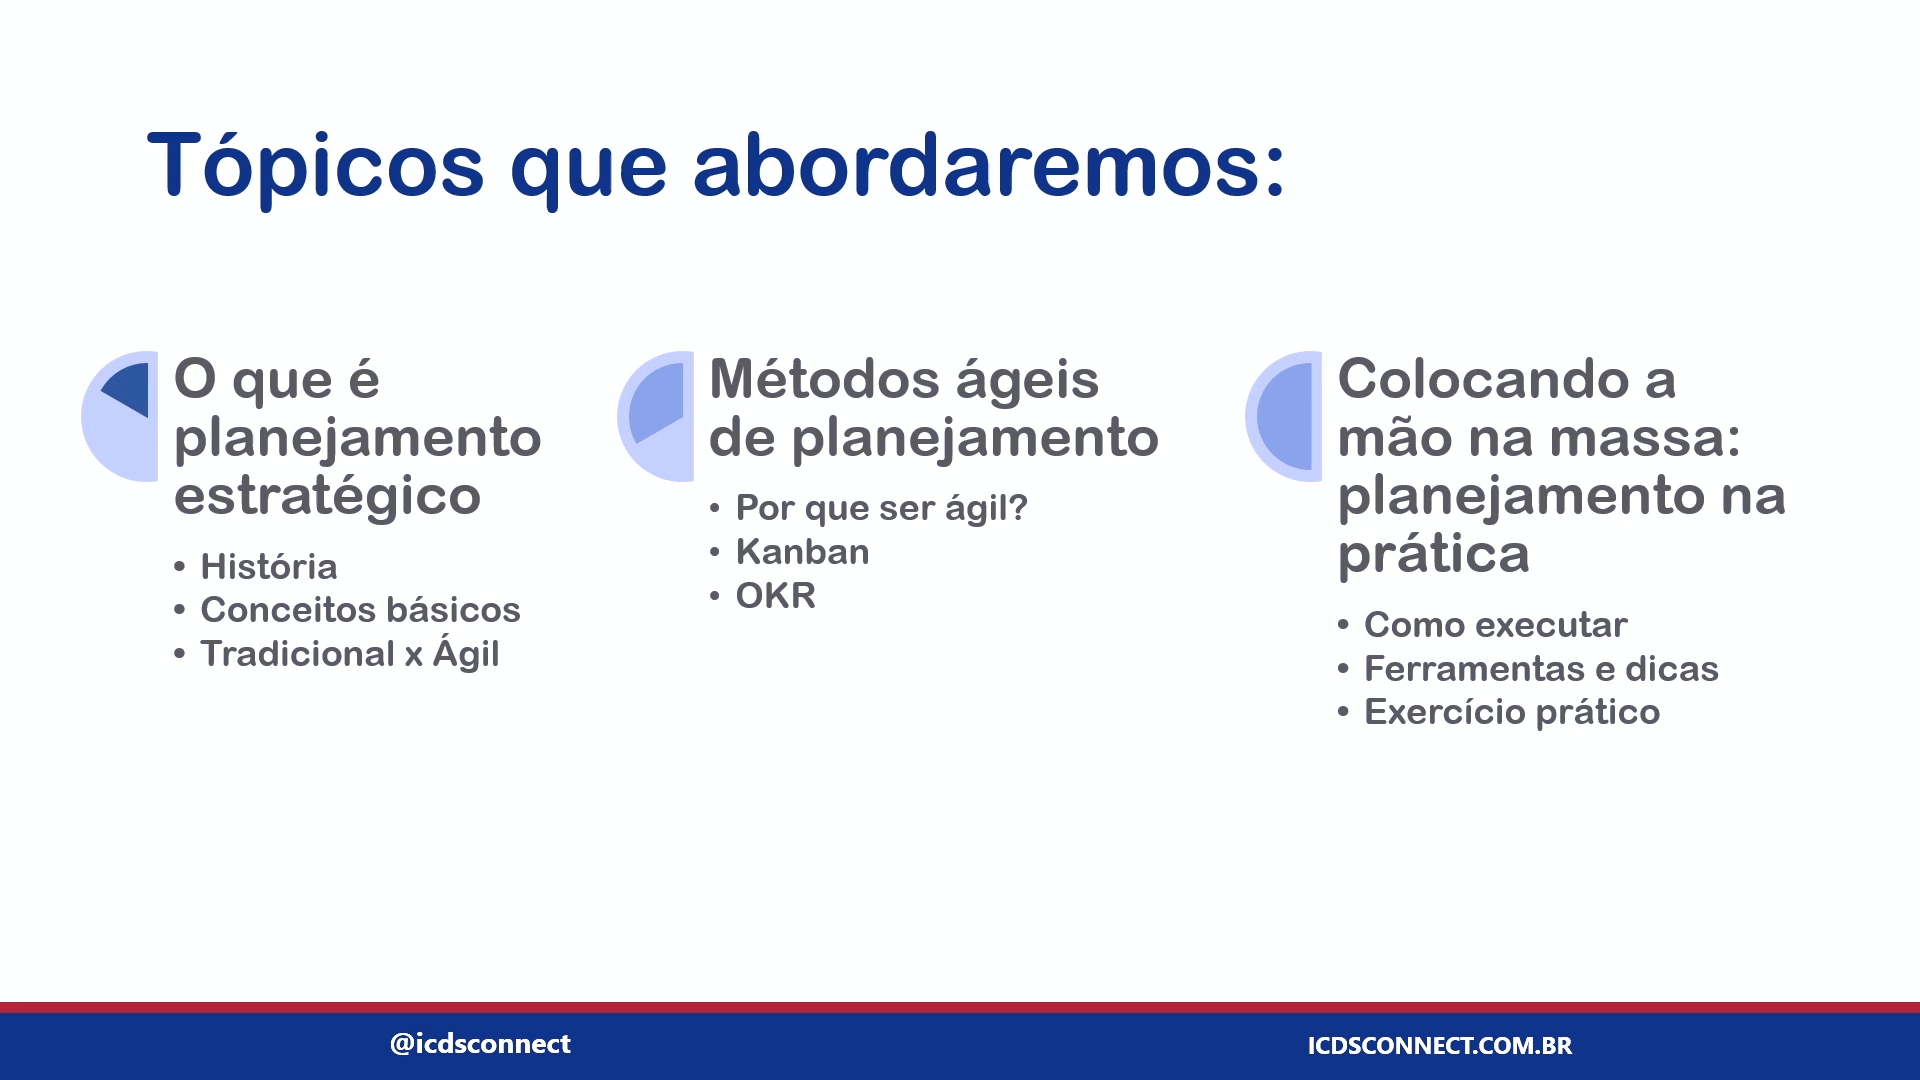 Tópicos que abordaremos:
O que é
planejamento
estratégico
• História
• Conceitos básicos
• Tradicional x Ágil
Métodos ágeis
de planejamento
• Por que ser ágil?
• Kanban
• OKR
Colocando a
mão na massa:
planejamento na
prática
• Como executar
• Ferramentas e dicas
• Exercício prático
@icdsconnect
ICDSCONNECT.COM.BR